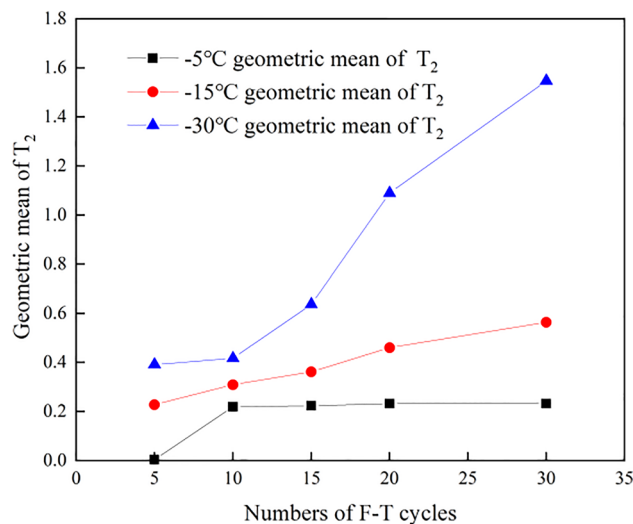 1.8
1.6
1.4
1.2
1.0
0.8
0.6
0.4
0.2
0.0
Geometric mean of T₂
-5°C geometric mean of T₂
-15°C geometric mean of T₂
-30°C geometric mean of T₂
0 5 10 15 20 25 30 35
Numbers of F-T cycles